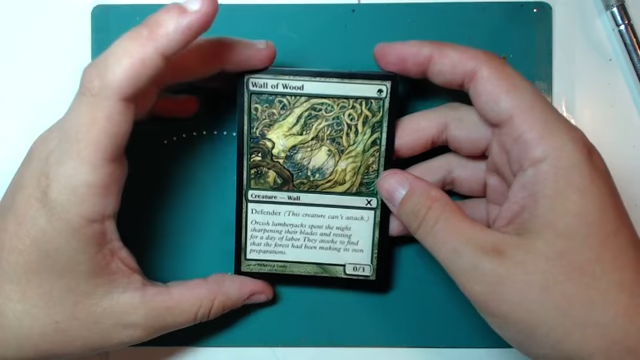 Wall of Wood
Creature — Wall
X
Defender (This creature can't attack.)
Orcish lumberjacks spent the night
sharpening their blades and resting
for a day of labor. They awoke to find
that the forest had been making its own
preparations.
0/3